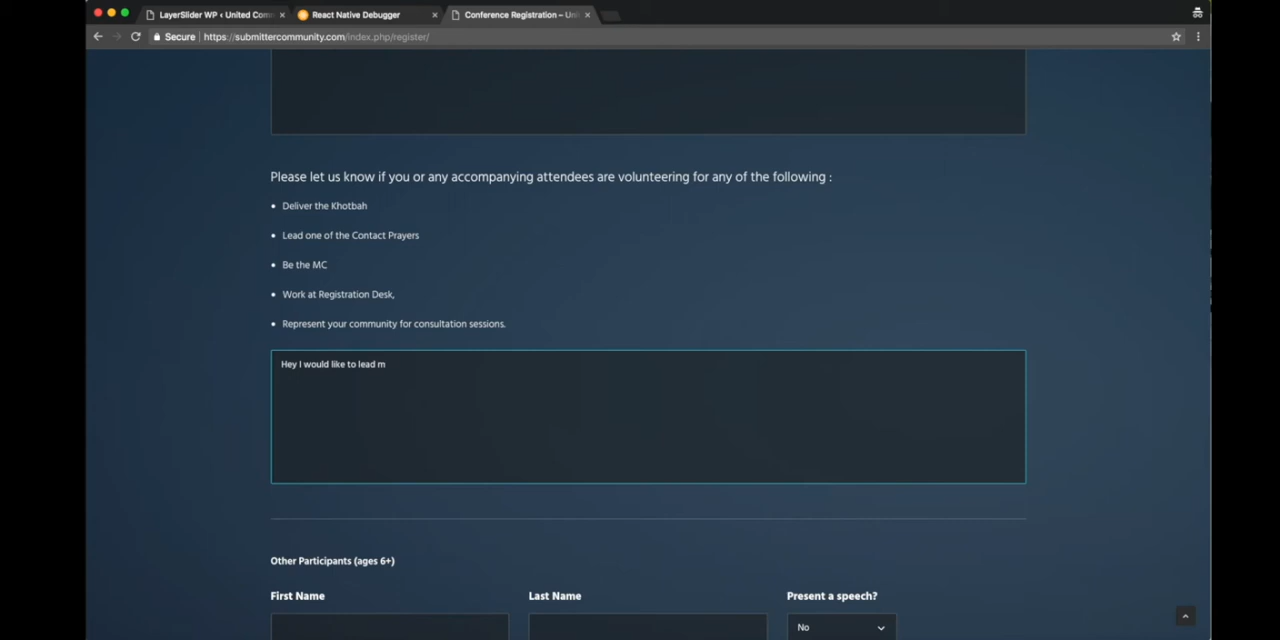 LayerSlider WP ‹ United Com
React Native Debugger
Conference Registration – Uni
Secure
https://submittercommunity.com/index.php/register/
Please let us know if you or any accompanying attendees are volunteering for any of the following :
Deliver the Khotbah
Lead one of the Contact Prayers
Be the MC
Work at Registration Desk,
Represent your community for consultation sessions.
Hey I would like to lead m
Other Participants (ages 6+)
First Name
Last Name
Present a speech?
No